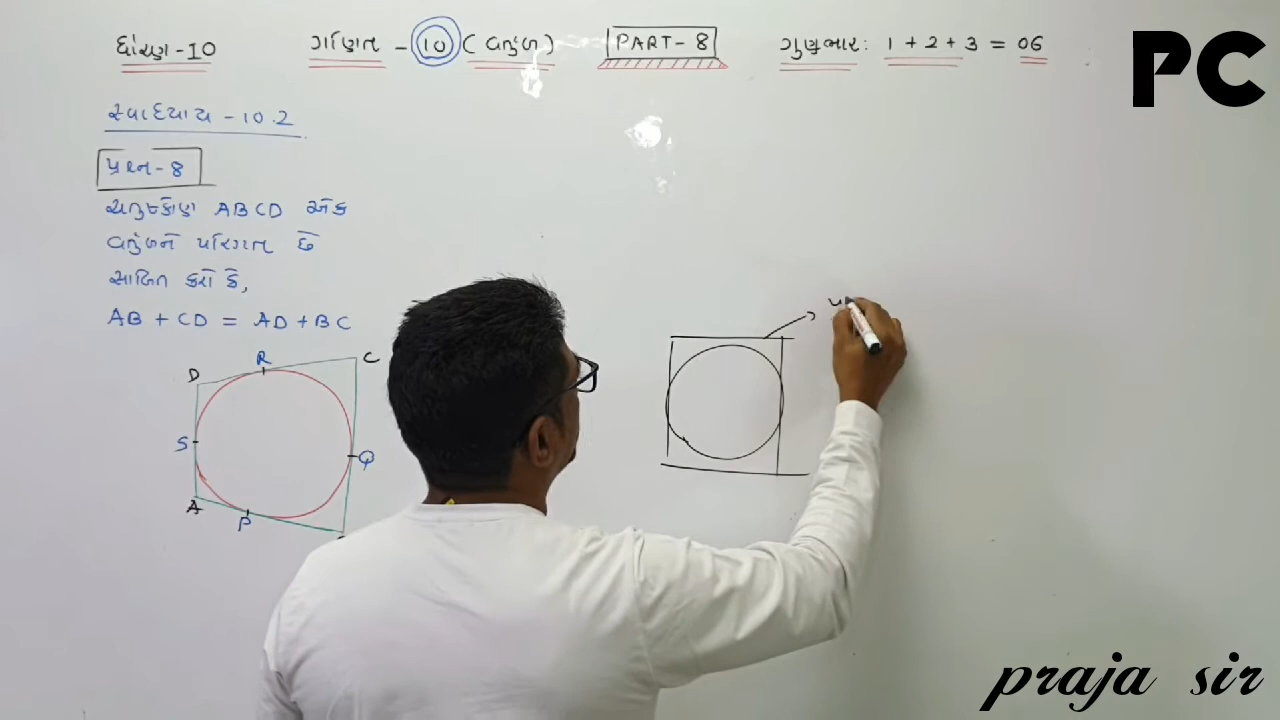 ધોરણ-10 ગણિત - 10 (વર્તુળ) PART-8 ગુણભાર: 1 + 2 + 3 = 06
PC
સ્વાધ્યાય - 10.2
પ્રશ્ન-8
ચતુષ્કોણ ABCD એક
વર્તુળને પરિગત છે
સાબિત કરો કે,
AB + CD = AD + BC
R
C
D
S
Q
A
P
praja sir